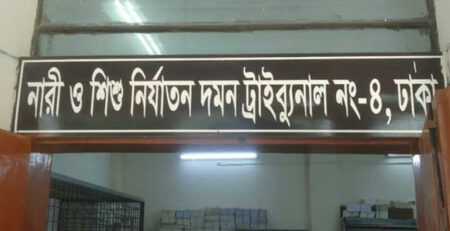 নারী ও শিশু নির্যাতন দমন ট্রাইব্যুনাল নং-৪, ঢাকা